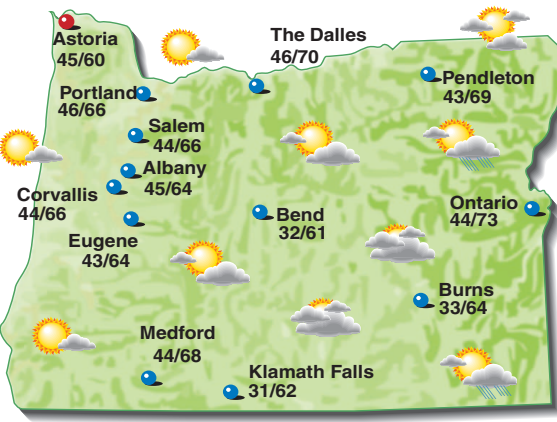 Astoria
45/60
The Dalles
46/70
Pendleton
43/69
Portland
46/66
Salem
44/66
Albany
45/64
Corvallis
44/66
Ontario
44/73
Bend
32/61
Eugene
43/64
Burns
33/64
Medford
44/68
Klamath Falls
31/62